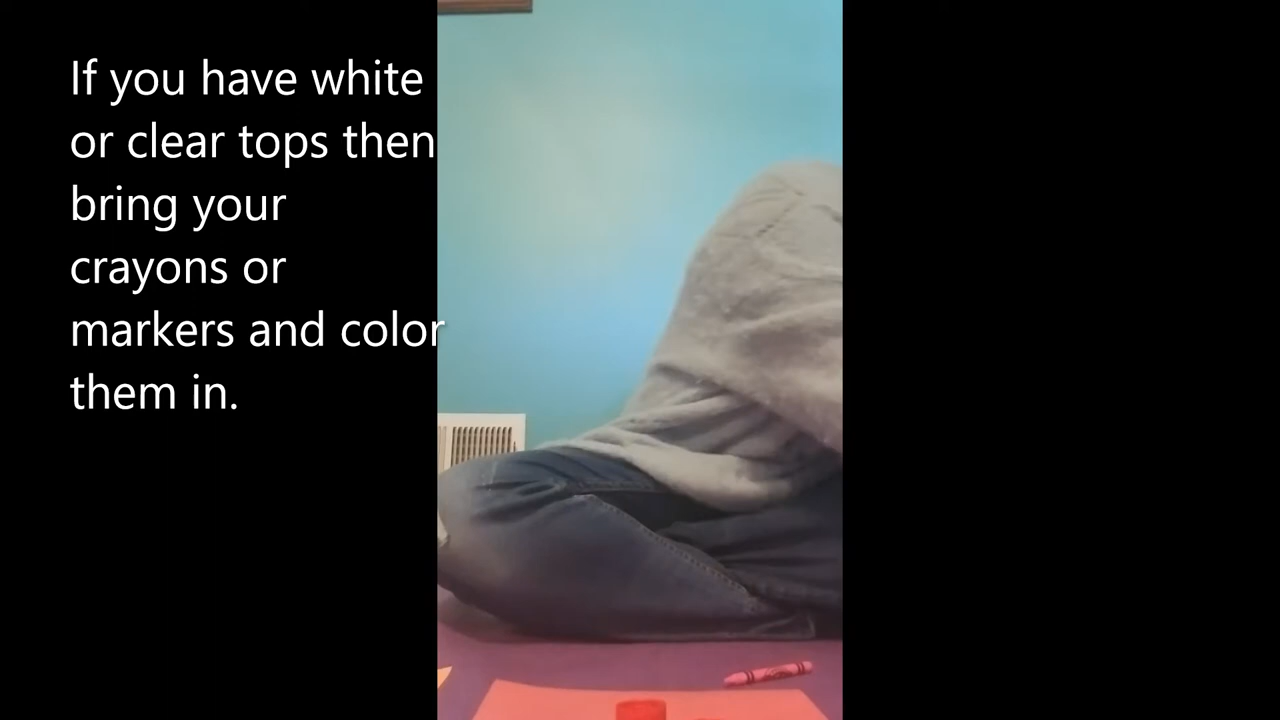 If you have white
or clear tops then
bring your
crayons or
markers and color
them in.